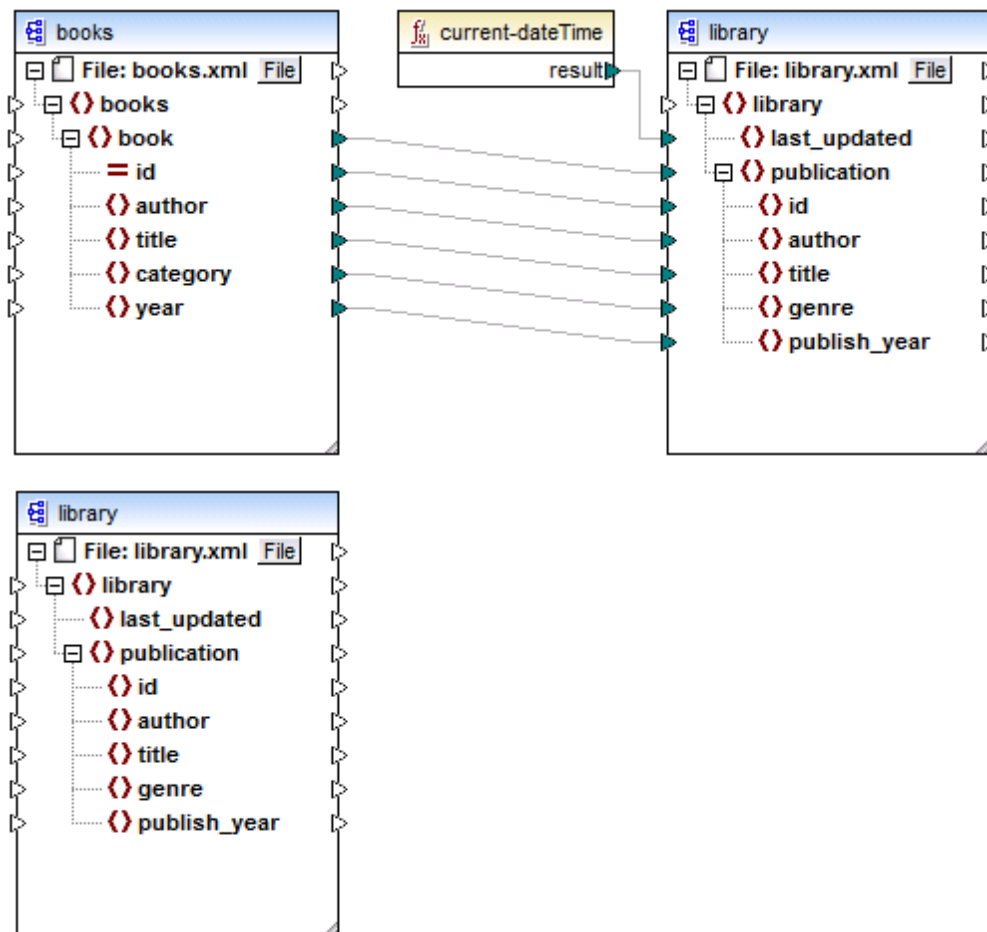 books
File: books.xml File
books
book
id
author
title
category
year
current-dateTime
result
library
File: library.xml File
library
last_updated
publication
id
author
title
genre
publish_year
library
File: library.xml File
library
last_updated
publication
id
author
title
genre
publish_year